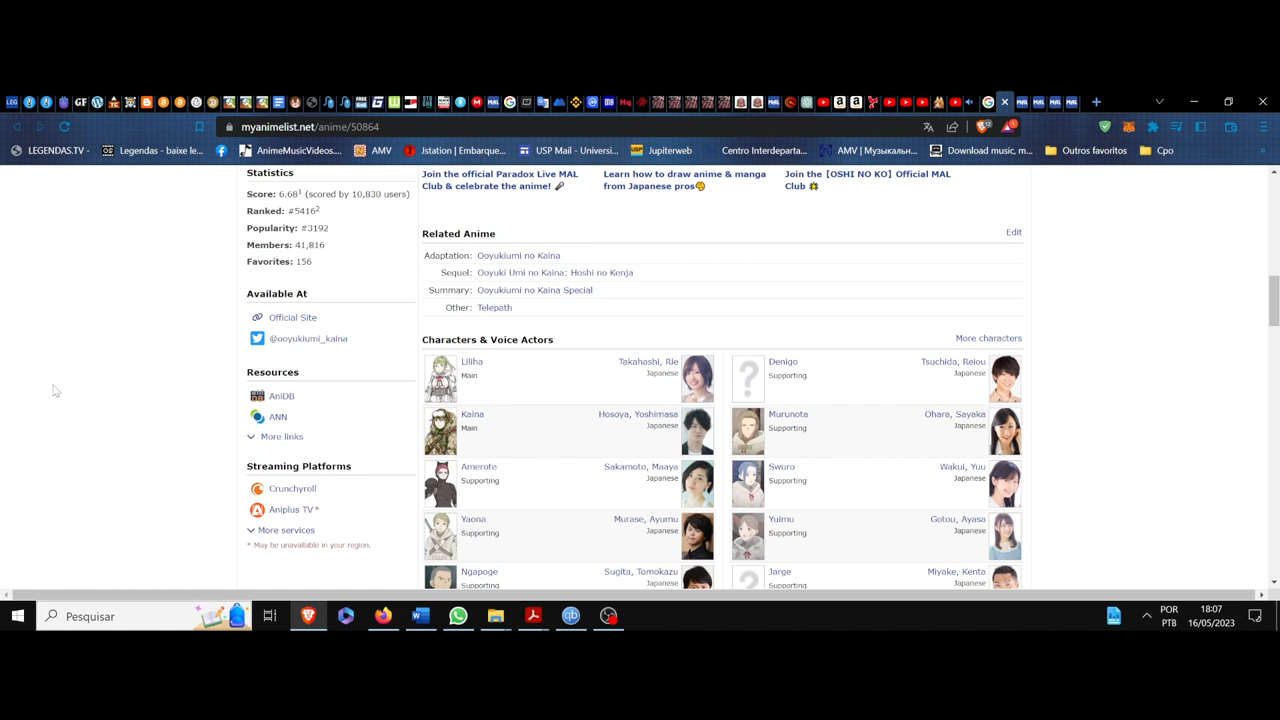 myanimelist.net/anime/50864
LEGENDAS.TV -
Legendas - baixe le...
AnimeMusicVideos....
AMV
Jstation | Embarque...
USP Mail - Universi...
Jupiterweb
Centro Interdeparta...
AMV | Музыкальн...
Download music, m...
Outros favoritos
Cpo
Statistics
Score: 6.681 (scored by 10,830 users)
Ranked: #54162
Popularity: #3192
Members: 41,816
Favorites: 156
Available At
Official Site
@ooyukiumi_kaina
Resources
AniDB
ANN
More links
Streaming Platforms
Crunchyroll
Aniplus TV *
More services
* May be unavailable in your region.
Join the official Paradox Live MAL
Club & celebrate the anime! 🎤
Learn how to draw anime & manga
from Japanese pros
Join the【OSHI NO KO】Official MAL
Club
Related Anime
Edit
Adaptation: Ooyukiumi no Kaina
Sequel: Ooyuki Umi no Kaina: Hoshi no Kenja
Summary: Ooyukiumi no Kaina Special
Other: Telepath
Characters & Voice Actors
More characters
Liliha
Main
Takahashi, Rie
Japanese
Denigo
Supporting
Tsuchida, Reiou
Japanese
Kaina
Main
Hosoya, Yoshimasa
Japanese
Murunota
Supporting
Ohara, Sayaka
Japanese
Amerote
Supporting
Sakamoto, Maaya
Japanese
Swuro
Supporting
Wakui, Yuu
Japanese
Yaona
Supporting
Murase, Ayumu
Japanese
Yuimu
Supporting
Gotou, Ayasa
Japanese
Ngapoge
Supporting
Sugita, Tomokazu
Japanese
Jarge
Supporting
Miyake, Kenta
Japanese
Pesquisar
POR
PTB
18:07
16/05/2023